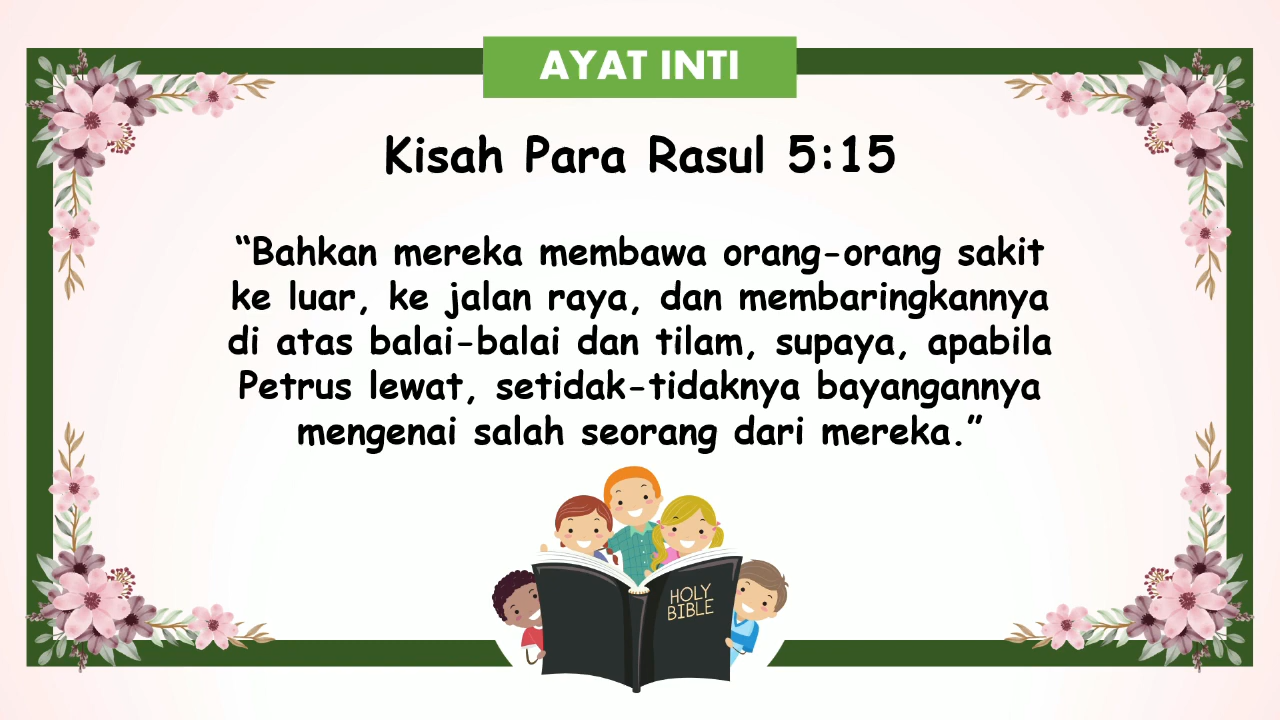 AYAT INTI
Kisah Para Rasul 5:15
“Bahkan mereka membawa orang-orang sakit
ke luar, ke jalan raya, dan membaringkannya
di atas balai-balai dan tilam, supaya, apabila
Petrus lewat, setidak-tidaknya bayangannya
mengenai salah seorang dari mereka.”
HOLY
BIBLE